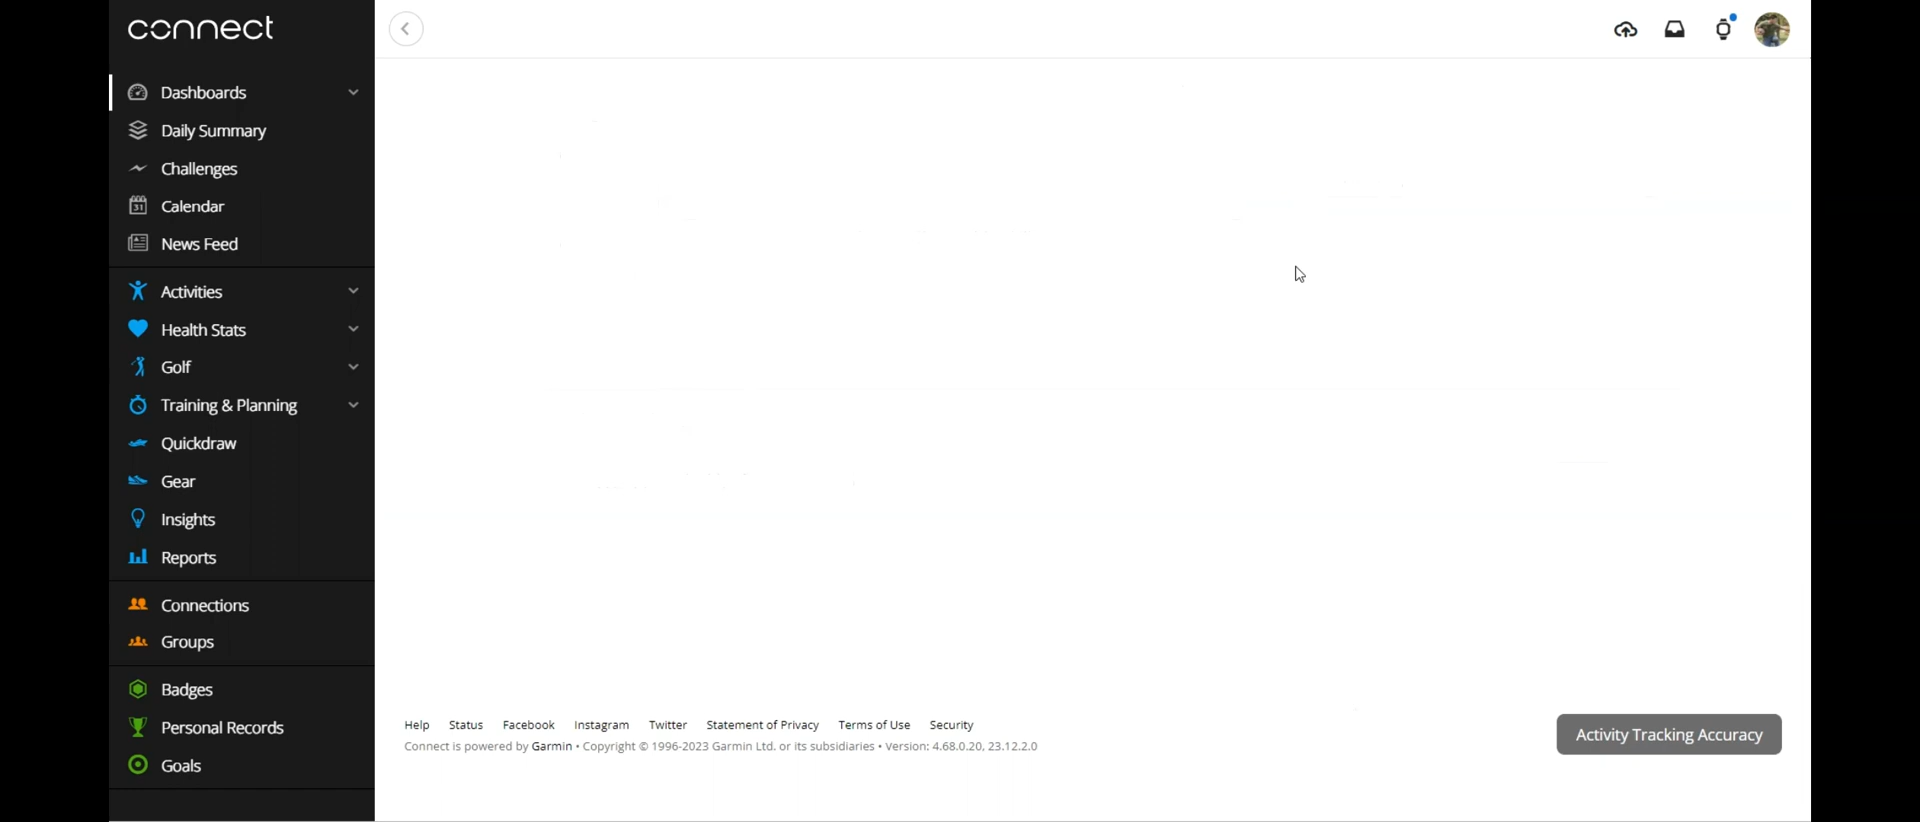 connect
Dashboards
Daily Summary
Challenges
31
Calendar
News Feed
Activities
Health Stats
Golf
Training & Planning
Quickdraw
Gear
Insights
Reports
Connections
Groups
Badges
Personal Records
Goals
Help Status Facebook Instagram Twitter Statement of Privacy Terms of Use Security
Connect is powered by Garmin • Copyright © 1996-2023 Garmin Ltd. or its subsidiaries • Version: 4.68.0.20, 23.12.2.0
Activity Tracking Accuracy